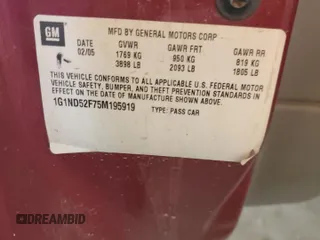 GM
MFD BY GENERAL MOTORS CORP
DATE GVWR GAWR FRT GAWR RR
02/05 1769 KG 950 KG 819 KG
3898 LB 2093 LB 1805 LB
THIS VEHICLE CONFORMS TO ALL APPLICABLE U.S. FEDERAL MOTOR
VEHICLE SAFETY, BUMPER, AND THEFT PREVENTION STANDARDS IN
EFFECT ON THE DATE OF MANUFACTURE SHOWN ABOVE.
1G1ND52F75M195919 TYPE: PASS CAR
DREAMBID